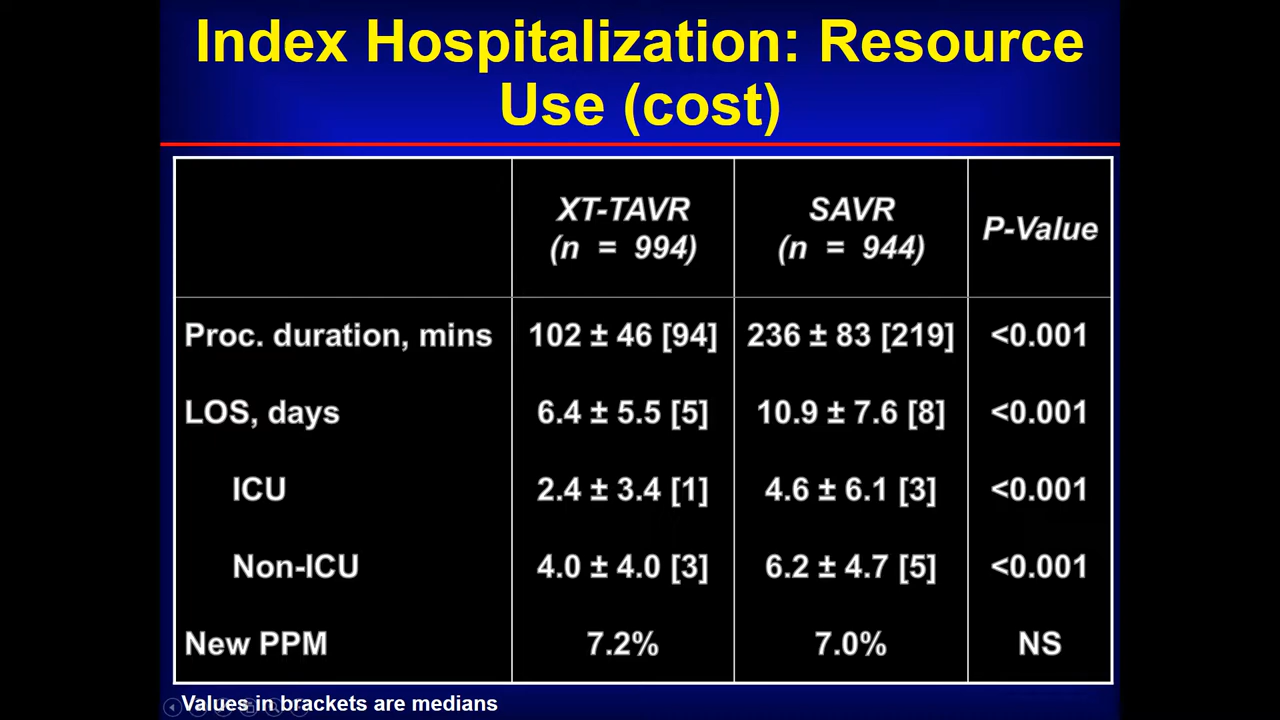 Index Hospitalization: Resource
Use (cost)
XT-TAVR
(n = 994)
SAVR
(n = 944)
P-Value
Proc. duration, mins 102 ± 46 [94] 236 ± 83 [219] <0.001
LOS, days 6.4 ± 5.5 [5] 10.9 ± 7.6 [8] <0.001
ICU 2.4 ± 3.4 [1] 4.6 ± 6.1 [3] <0.001
Non-ICU 4.0 ± 4.0 [3] 6.2 ± 4.7 [5] <0.001
New PPM 7.2% 7.0% NS
Values in brackets are medians